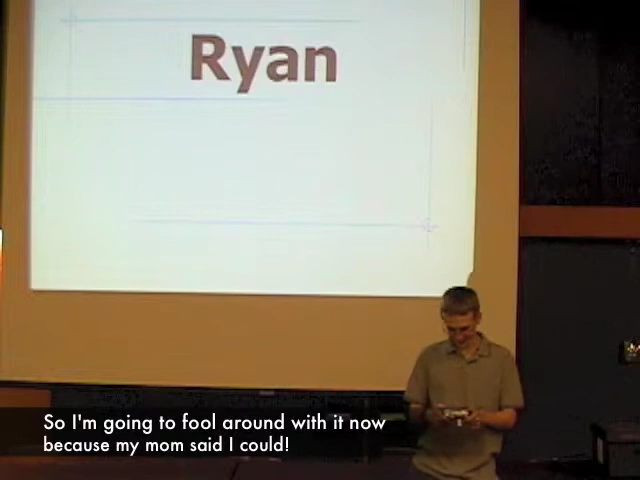 Ryan
So I'm going to fool around with it now
because my mom said I could!